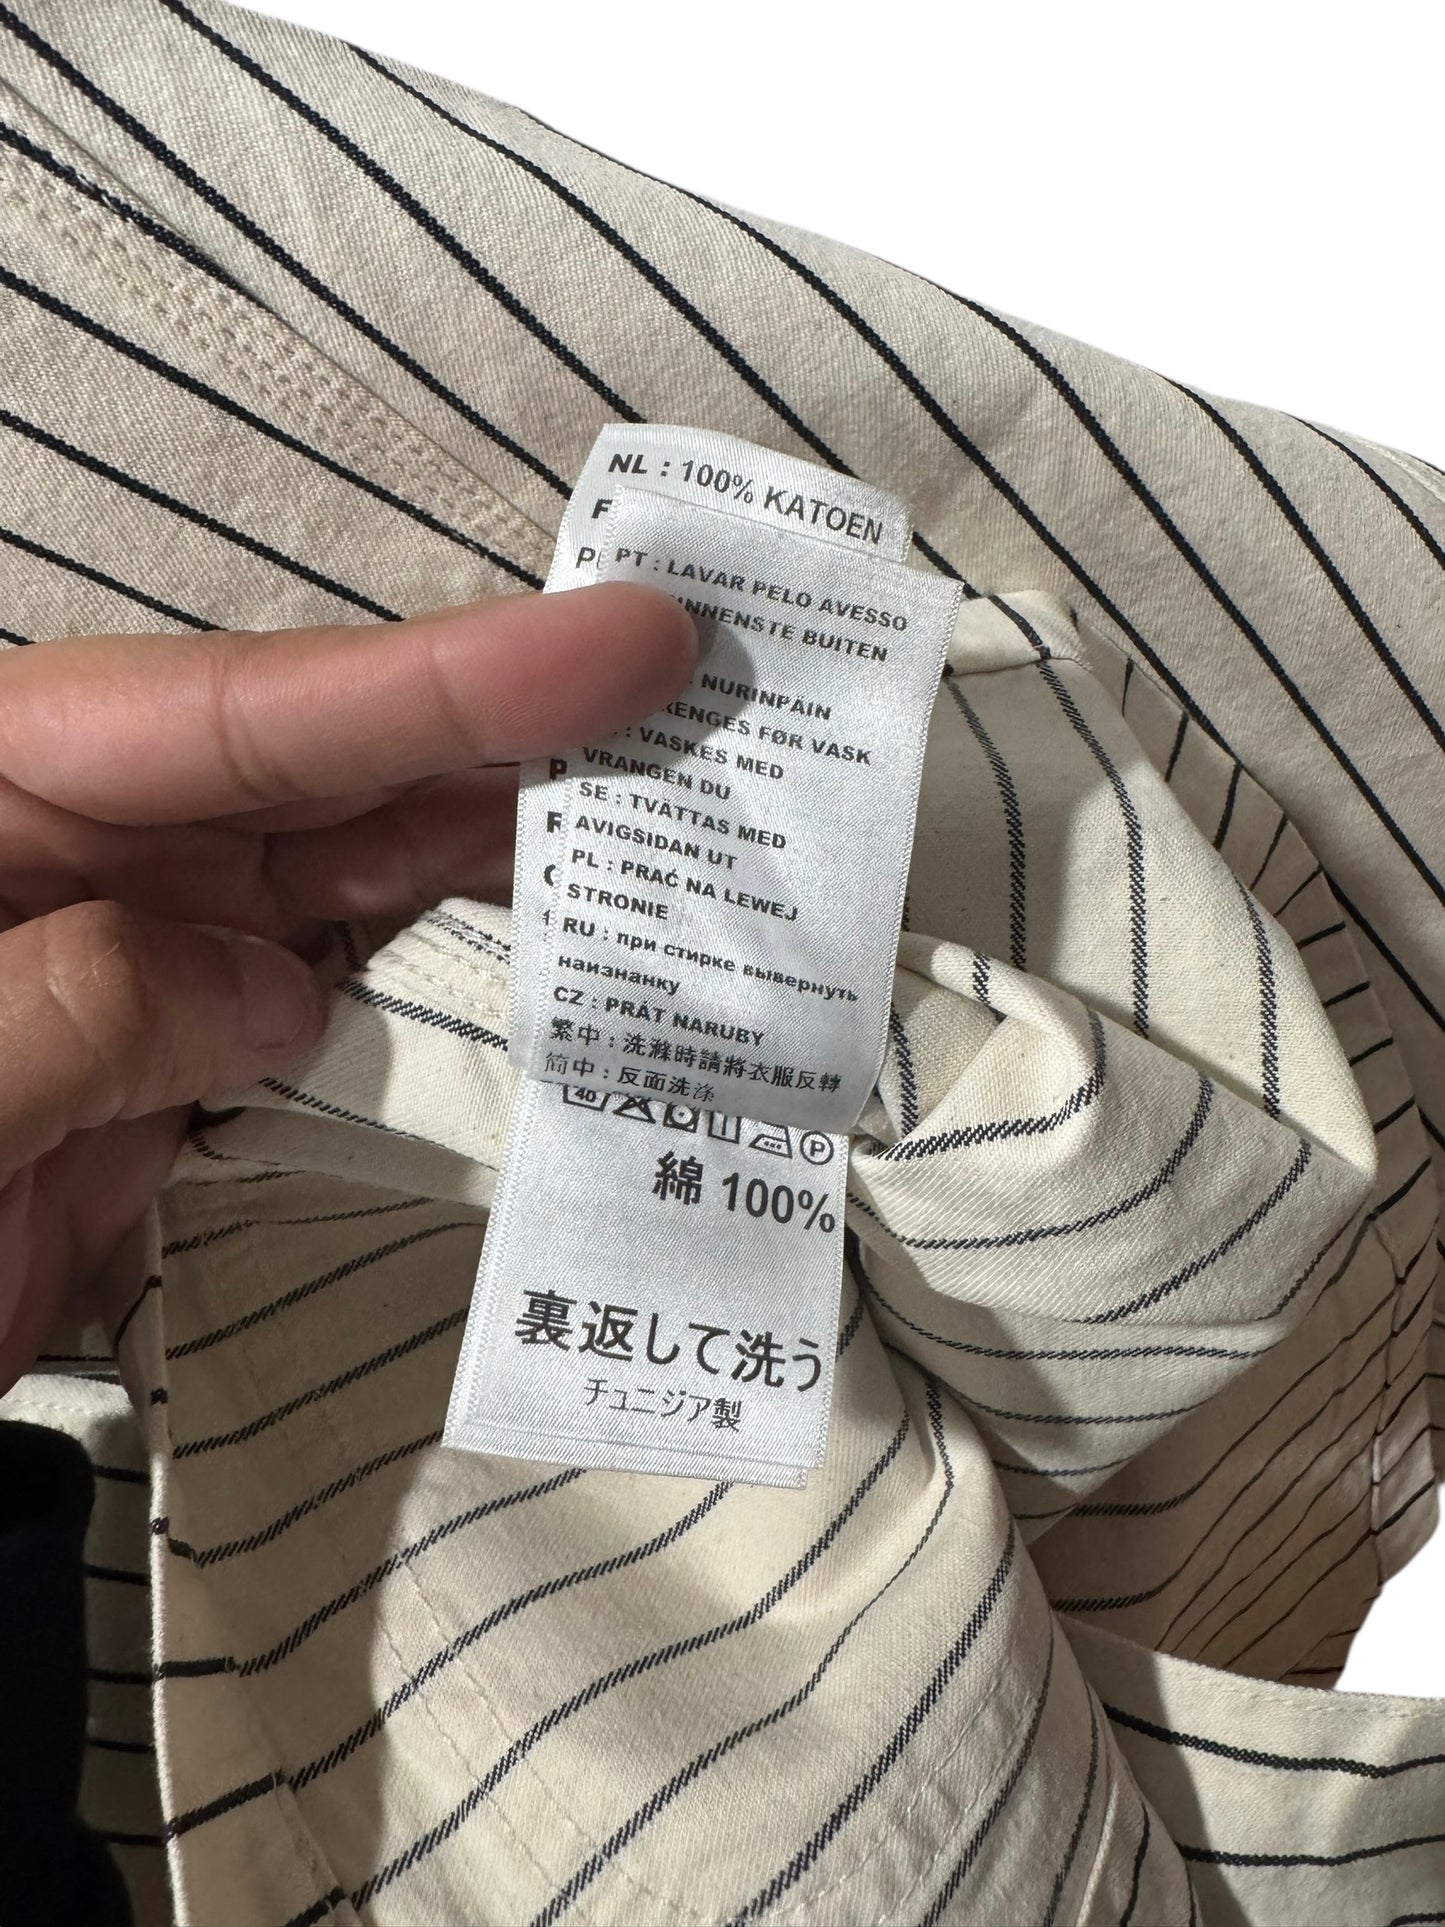 NL : 100% KATOEN
PT : LAVAR PELO AVESSO
BUITEN
NURINPÄIN
FØR VASK
: VASKES MED
VRANGEN DU
SE : TVÄTTAS MED
AVIGSIDAN UT
PL : PRAĆ NA LEWEJ
STRONIE
RU : при стирке вывернуть
наизнанку
CZ : PRÁT NARUBY
繁中 : 洗滌時請將衣服反轉
簡中 : 反面洗涤
40
P
綿 100%
裏返して洗う
チュニジア製